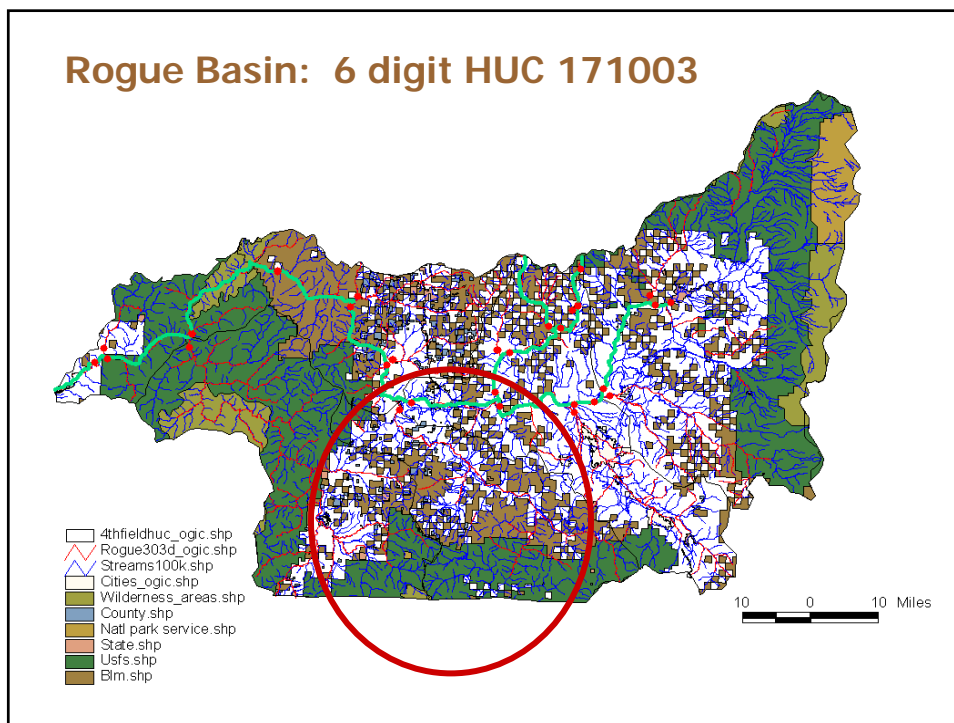 Rogue Basin: 6 digit HUC 171003
4thfieldhuc_ogic.shp
Rogue303d_ogic.shp
Streams100k.shp
Cities_ogic.shp
Wilderness_areas.shp
County.shp
Natl park service.shp
State.shp
Usfs.shp
Blm.shp
10 0 10 Miles